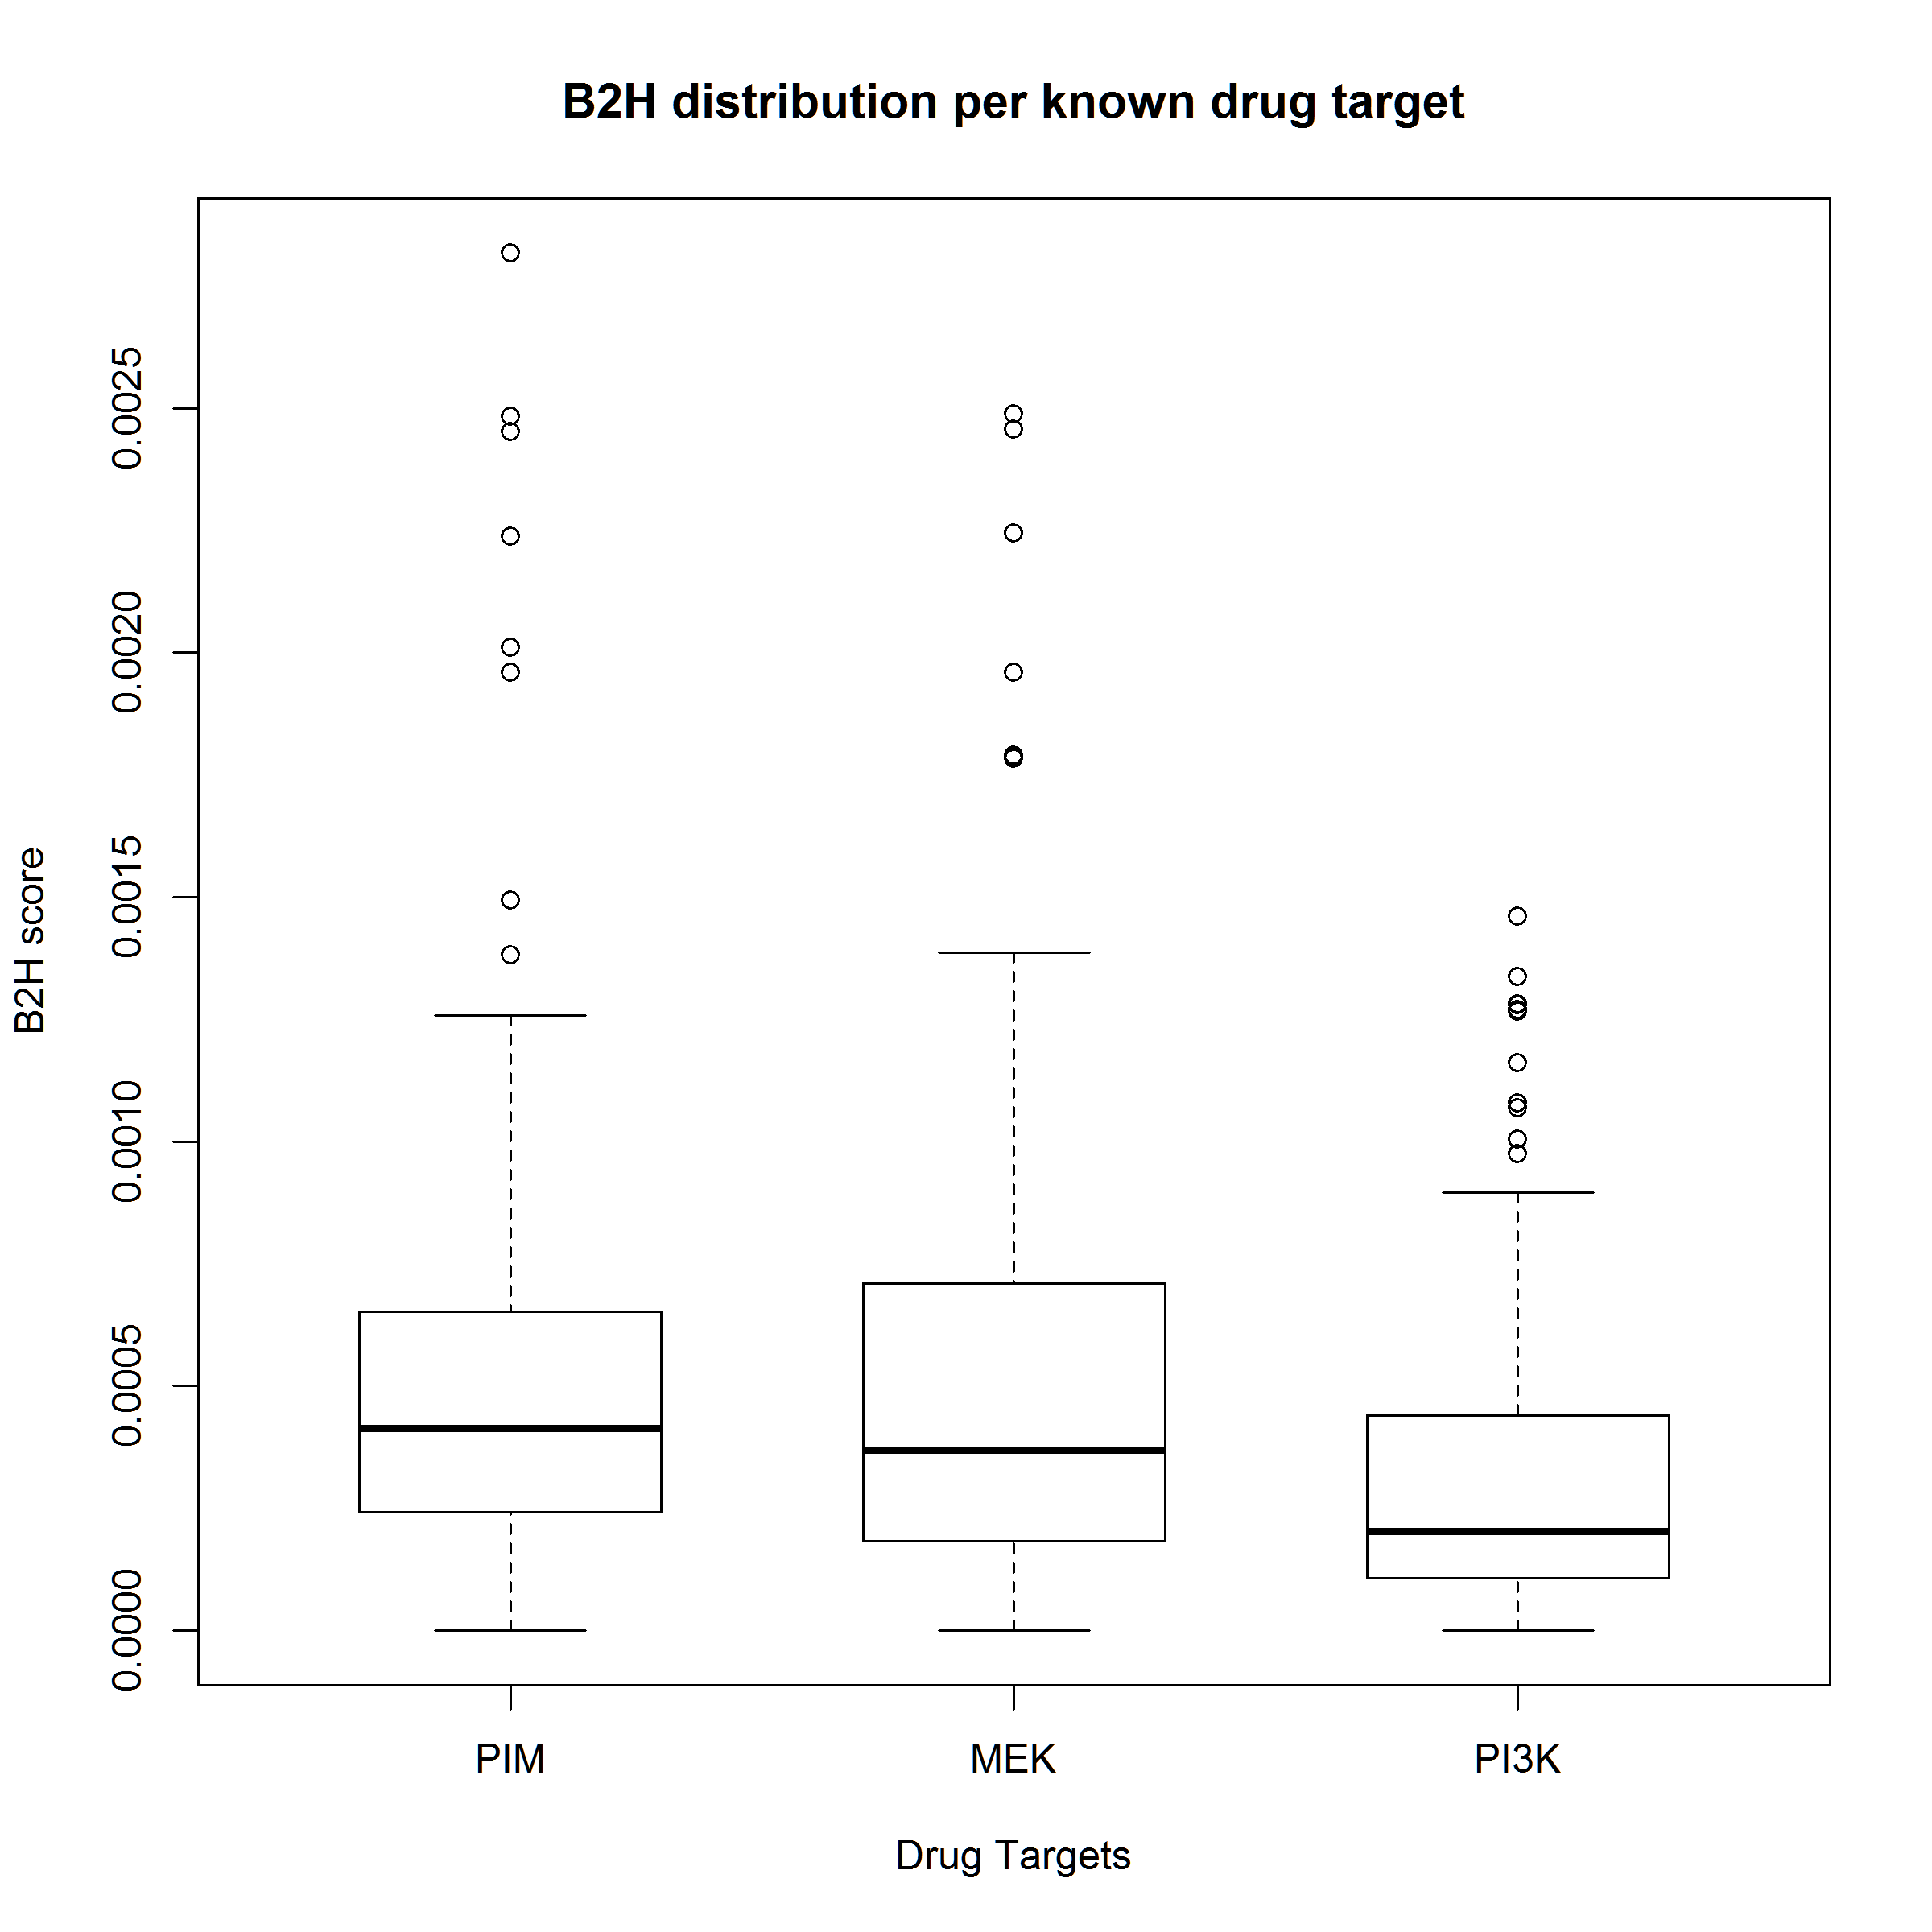 B2H distribution per known drug target
B2H score
0.0025
0.0020
0.0015
0.0010
0.0005
0.0000
PIM MEK PI3K
Drug Targets